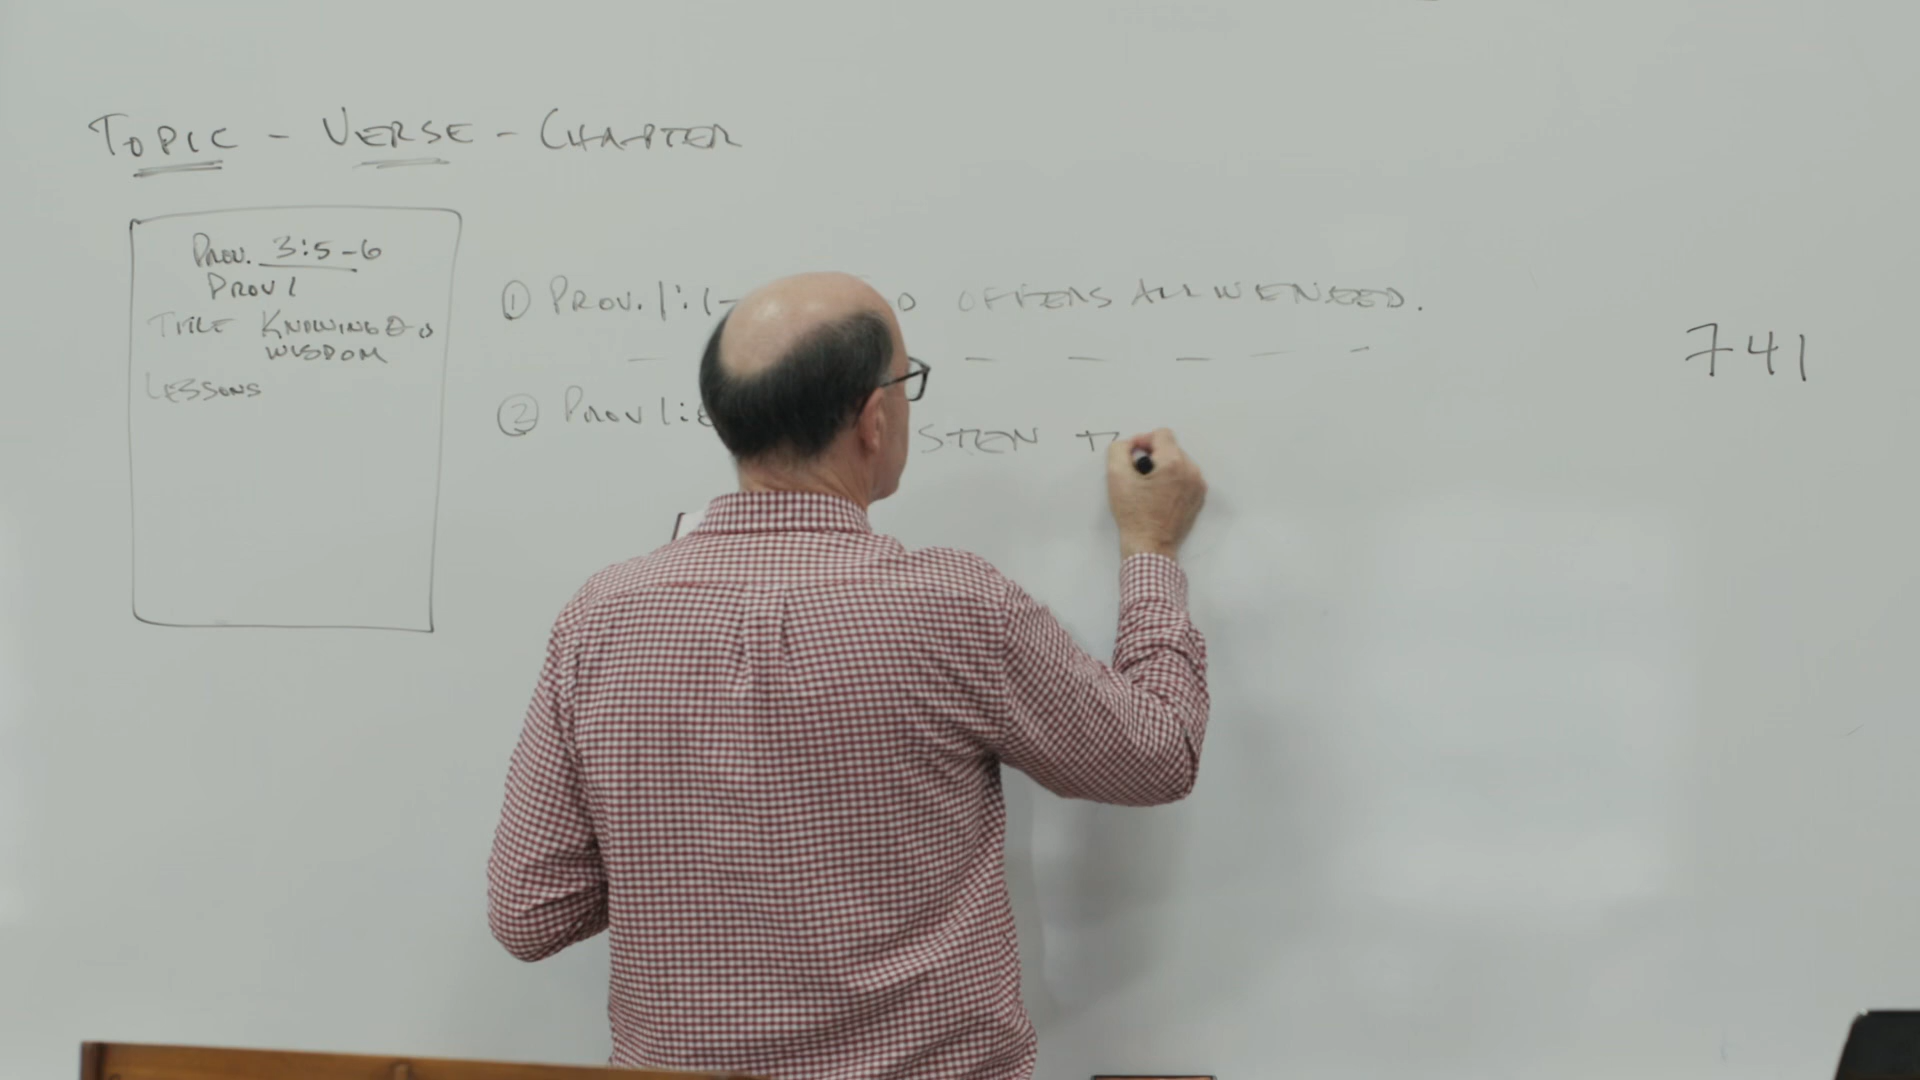 TOPIC - VERSE - CHAPTER
PROV. 3:5-6
PROV 1
TITLE KNOWING GOD
WISDOM
LESSONS
① PROV. 1:1- OFFERS ALL WE NEED.
② PROV 1:8
STEN
741